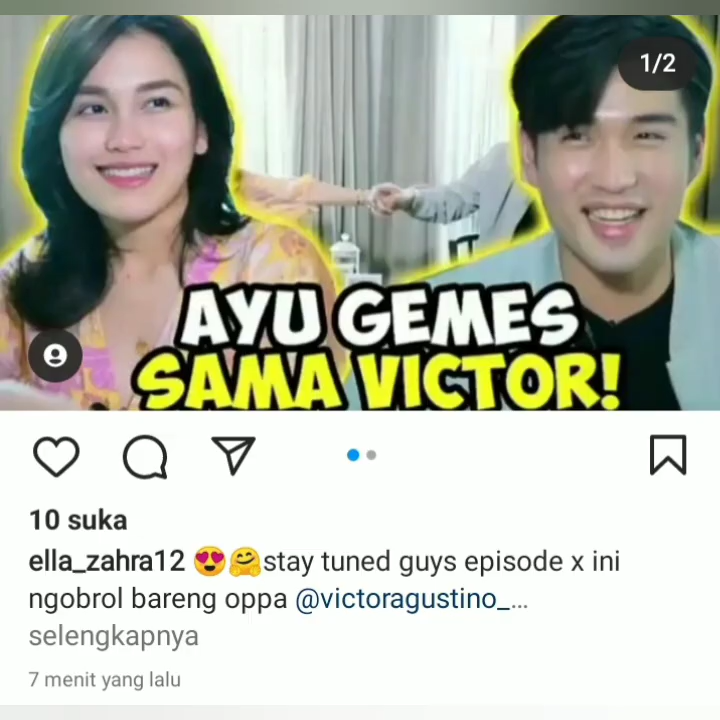 1/2
AYU GEMES
SAMA VICTOR!
10 suka
ella_zahra12 😍🤗stay tuned guys episode x ini
ngobrol bareng oppa @victoragustino_...
selengkapnya
7 menit yang lalu